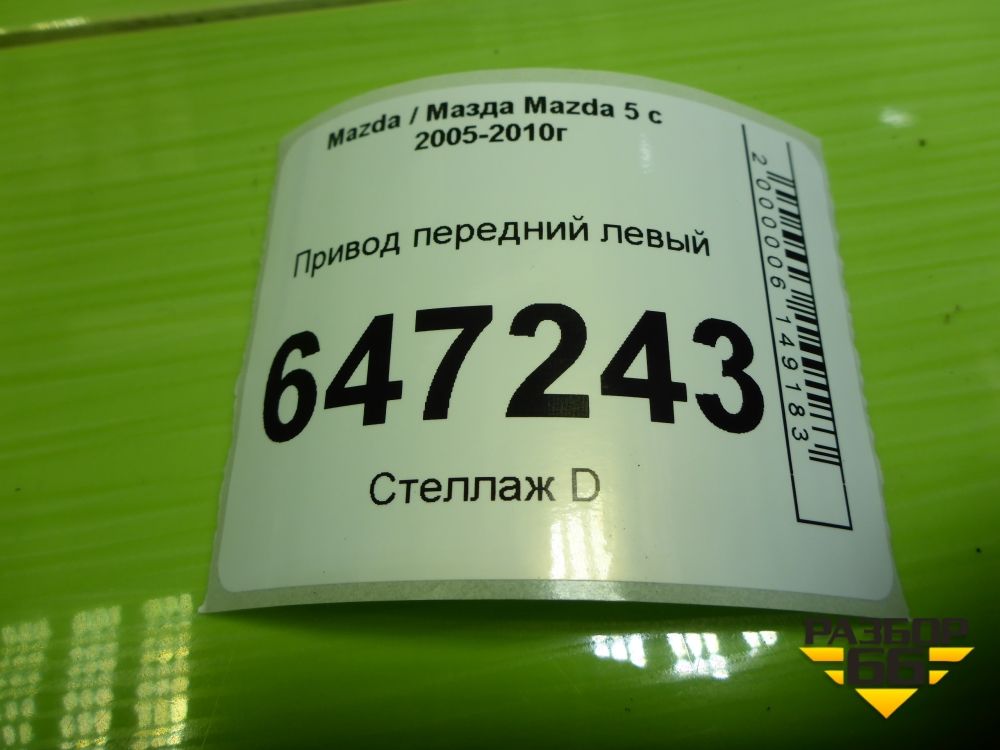 Mazda / Мазда Mazda 5 с
2005-2010г
Привод передний левый
647243
Стеллаж D
2000006149183
РАЗБОР
66